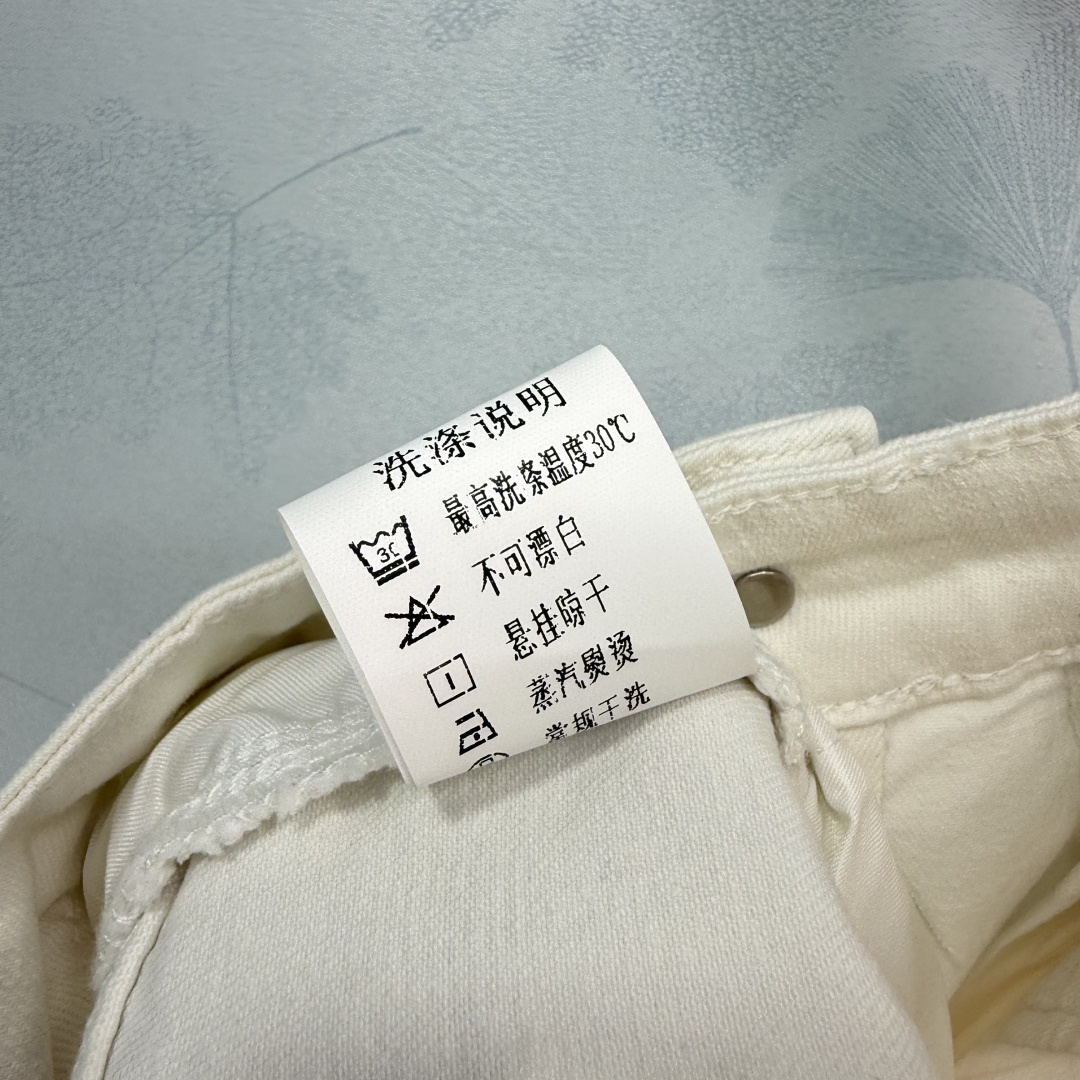 洗涤说明
30 最高洗涤温度30℃
不可漂白
悬挂晾干
蒸汽熨烫
常规干洗